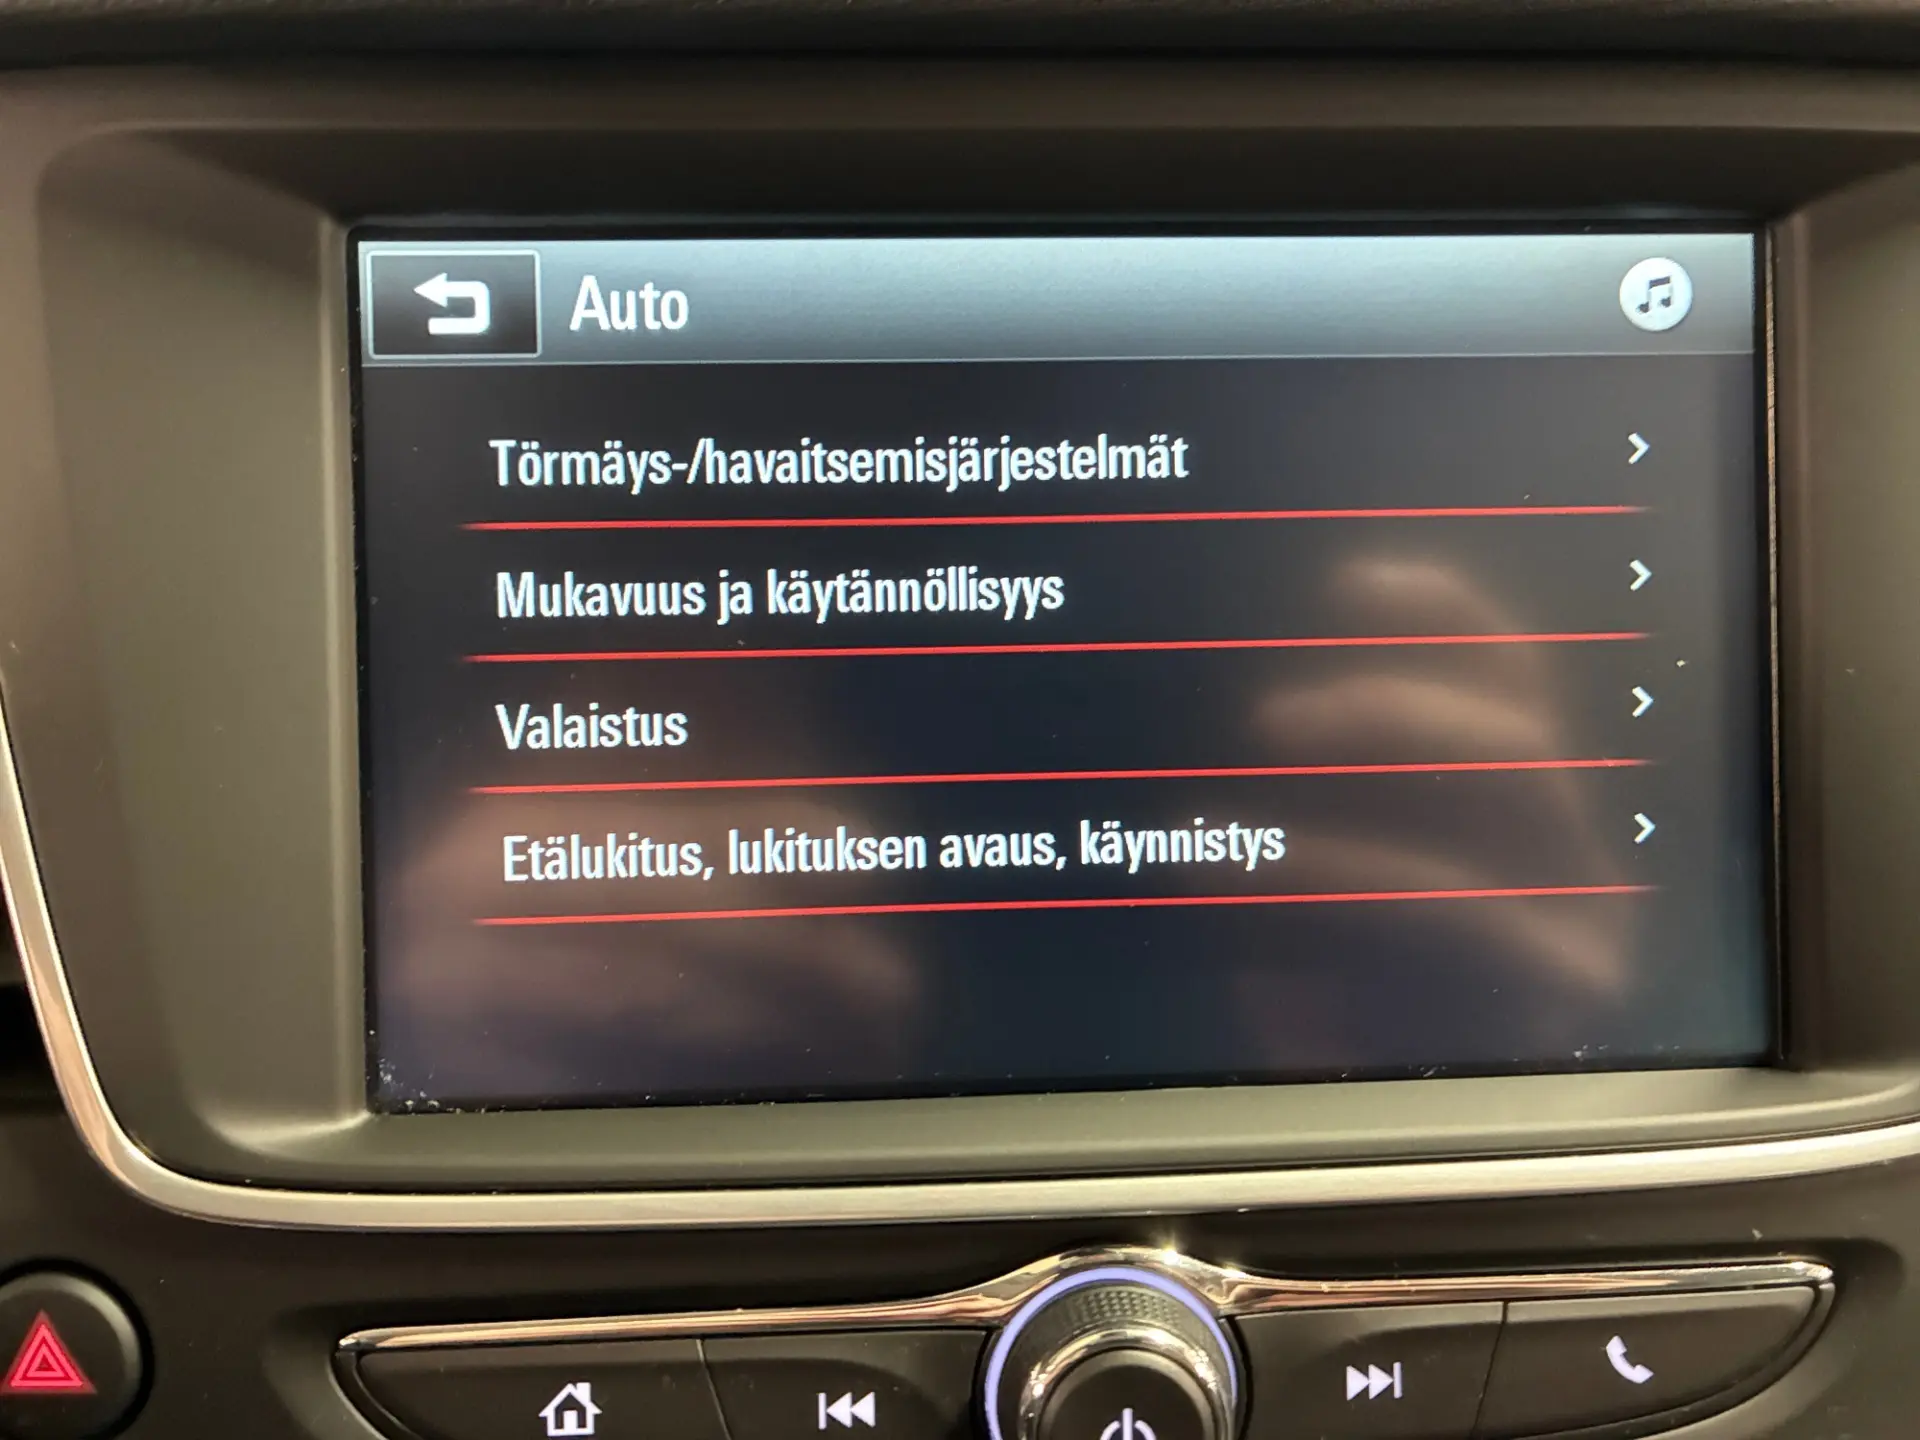 Auto
Törmäys-/havaitsemisjärjestelmät
Mukavuus ja käytännöllisyys
Valaistus
Etälukitus, lukituksen avaus, käynnistys